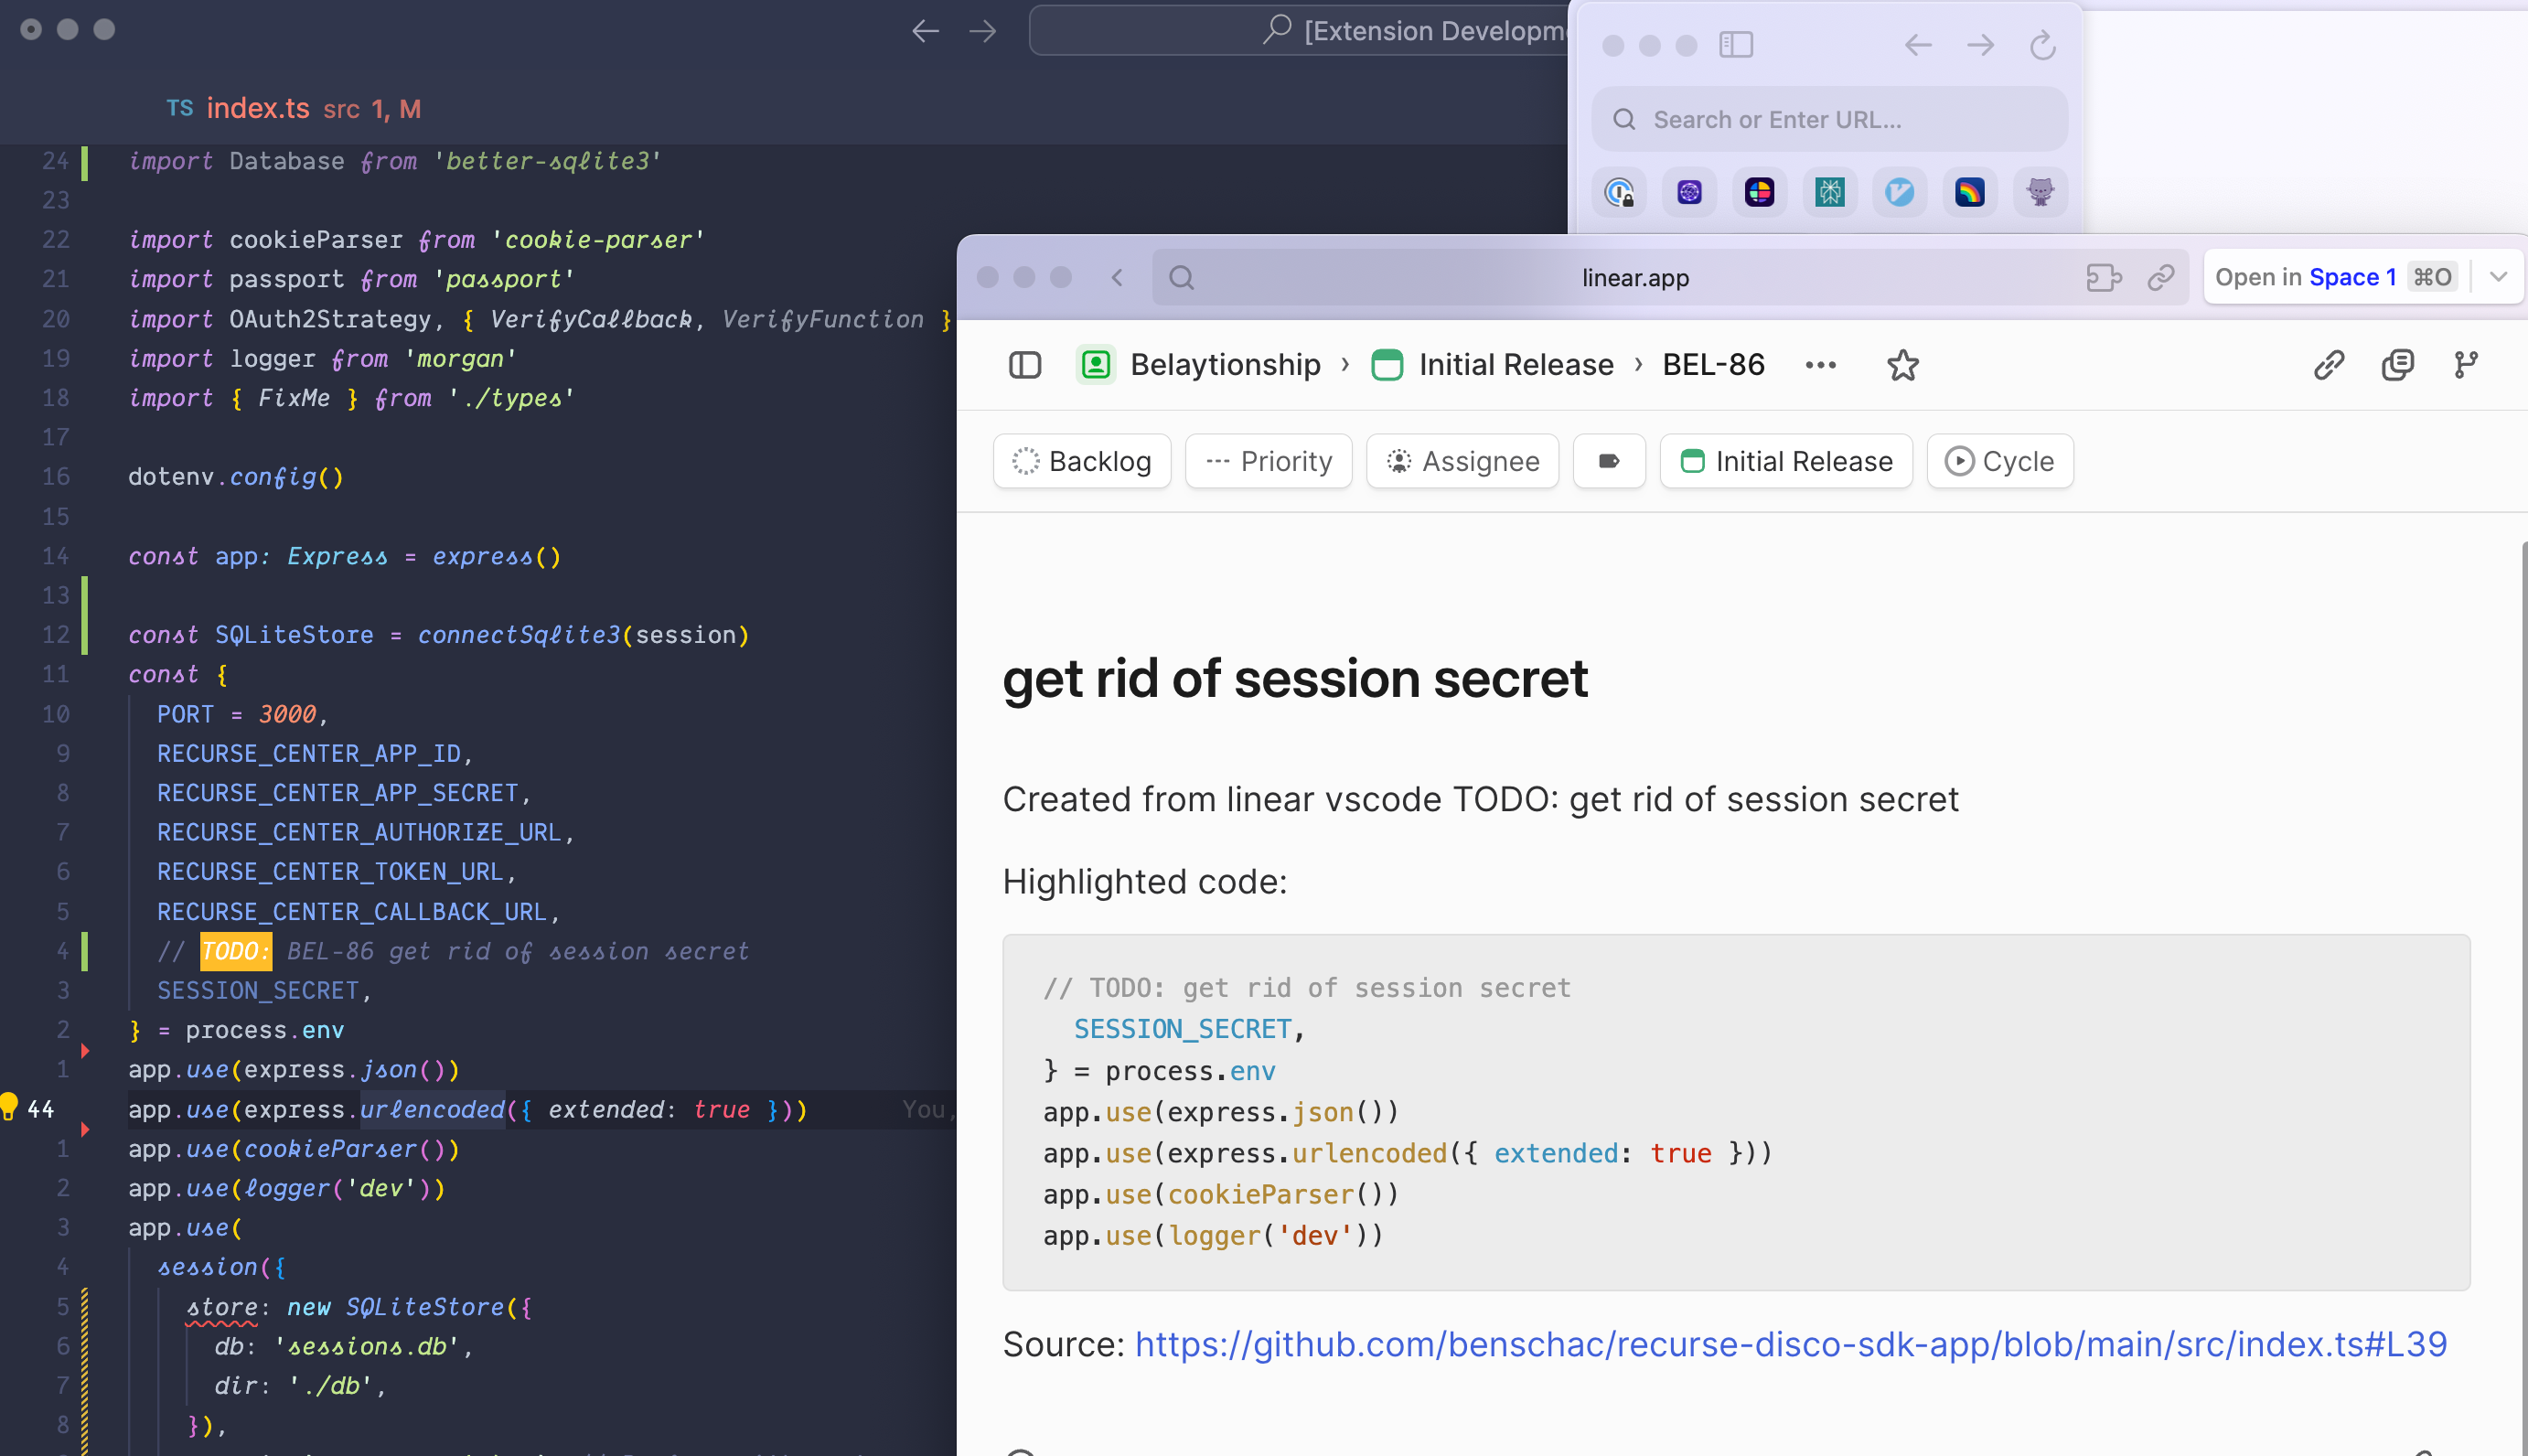 [Extension Developm
TS index.ts src 1, M
24 import Database from 'better-sqlite3'
23
22 import cookieParser from 'cookie-parser'
21 import passport from 'passport'
20 import OAuth2Strategy, { VerifyCallback, VerifyFunction }
19 import logger from 'morgan'
18 import { FixMe } from './types'
17
16 dotenv.config()
15
14 const app: Express = express()
13
12 const SQLiteStore = connectSqlite3(session)
11 const {
10 PORT = 3000,
9 RECURSE_CENTER_APP_ID,
8 RECURSE_CENTER_APP_SECRET,
7 RECURSE_CENTER_AUTHORIZE_URL,
6 RECURSE_CENTER_TOKEN_URL,
5 RECURSE_CENTER_CALLBACK_URL,
4 // TODO: BEL-86 get rid of session secret
3 SESSION_SECRET,
2 } = process.env
1 app.use(express.json())
44 app.use(express.urlencoded({ extended: true })) You,
1 app.use(cookieParser())
2 app.use(logger('dev'))
3 app.use(
4 session({
5 store: new SQLiteStore({
6 db: 'sessions.db',
7 dir: './db',
8 }),
Search or Enter URL...
linear.app
Open in Space 1 ⌘O
Belaytionship › Initial Release › BEL-86 ...
Backlog
--- Priority
Assignee
Initial Release
Cycle
get rid of session secret
Created from linear vscode TODO: get rid of session secret
Highlighted code:
// TODO: get rid of session secret
SESSION_SECRET,
} = process.env
app.use(express.json())
app.use(express.urlencoded({ extended: true }))
app.use(cookieParser())
app.use(logger('dev'))
Source: https://github.com/benschac/recurse-disco-sdk-app/blob/main/src/index.ts#L39